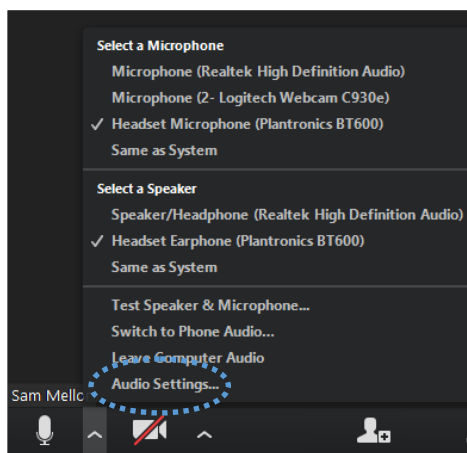 Select a Microphone
Microphone (Realtek High Definition Audio)
Microphone (2- Logitech Webcam C930e)
✓ Headset Microphone (Plantronics BT600)
Same as System
Select a Speaker
Speaker/Headphone (Realtek High Definition Audio)
✓ Headset Earphone (Plantronics BT600)
Same as System
Test Speaker & Microphone...
Switch to Phone Audio...
Leave Computer Audio
Audio Settings...
Sam Mello